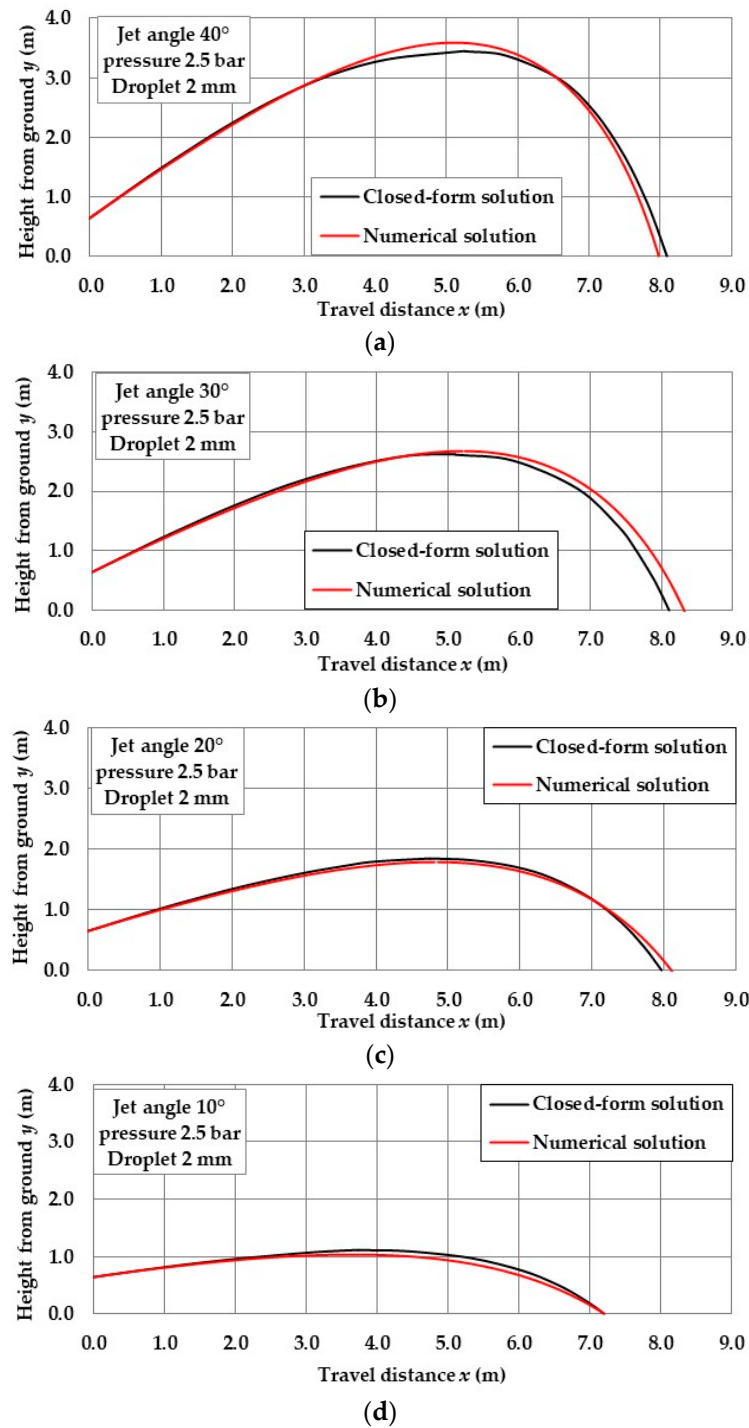 4.0
3.0
2.0
1.0
0.0
Height from ground y (m)
Jet angle 40°
pressure 2.5 bar
Droplet 2 mm
Closed-form solution
Numerical solution
0.0 1.0 2.0 3.0 4.0 5.0 6.0 7.0 8.0 9.0
Travel distance x (m)
(a)
4.0
3.0
2.0
1.0
0.0
Height from ground y (m)
Jet angle 30°
pressure 2.5 bar
Droplet 2 mm
Closed-form solution
Numerical solution
0.0 1.0 2.0 3.0 4.0 5.0 6.0 7.0 8.0 9.0
Travel distance x (m)
(b)
4.0
3.0
2.0
1.0
0.0
Height from ground y (m)
Jet angle 20°
pressure 2.5 bar
Droplet 2 mm
Closed-form solution
Numerical solution
0.0 1.0 2.0 3.0 4.0 5.0 6.0 7.0 8.0 9.0
Travel distance x (m)
(c)
4.0
3.0
2.0
1.0
0.0
Height from ground y (m)
Jet angle 10°
pressure 2.5 bar
Droplet 2 mm
Closed-form solution
Numerical solution
0.0 1.0 2.0 3.0 4.0 5.0 6.0 7.0 8.0 9.0
Travel distance x (m)
(d)